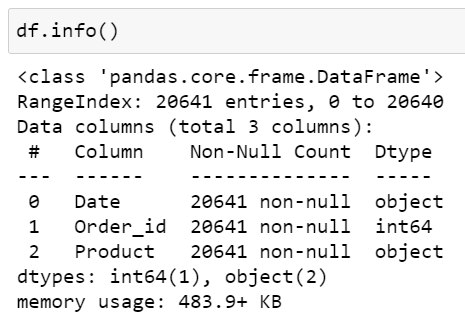 df.info()
<class 'pandas.core.frame.DataFrame'>
RangeIndex: 20641 entries, 0 to 20640
Data columns (total 3 columns):
 #   Column    Non-Null Count  Dtype
---  ------    --------------  -----
 0   Date      20641 non-null  object
 1   Order_id  20641 non-null  int64
 2   Product   20641 non-null  object
dtypes: int64(1), object(2)
memory usage: 483.9+ KB